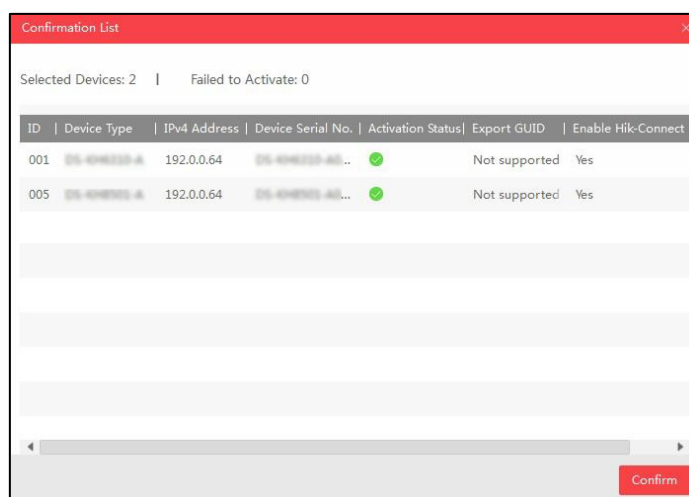 Confirmation List
Selected Devices: 2 | Failed to Activate: 0
ID | Device Type | IPv4 Address | Device Serial No. | Activation Status | Export GUID | Enable Hik-Connect
001 192.0.0.64 Not supported Yes
005 192.0.0.64 Not supported Yes
Confirm